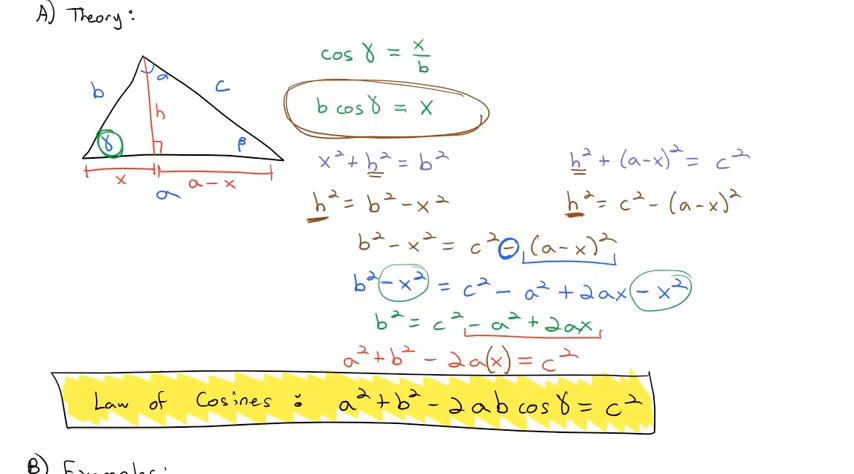 A) Theory:
cos γ = x/b
b cos γ = x
b
α
c
h
γ
β
x
a - x
a
x² + h² = b²
h² + (a-x)² = c²
h² = b² - x²
h² = c² - (a-x)²
b² - x² = c² - (a-x)²
b² - x² = c² - a² + 2ax - x²
b² = c² - a² + 2ax
a² + b² - 2a(x) = c²
Law of Cosines : a² + b² - 2ab cos γ = c²
B) Examples: